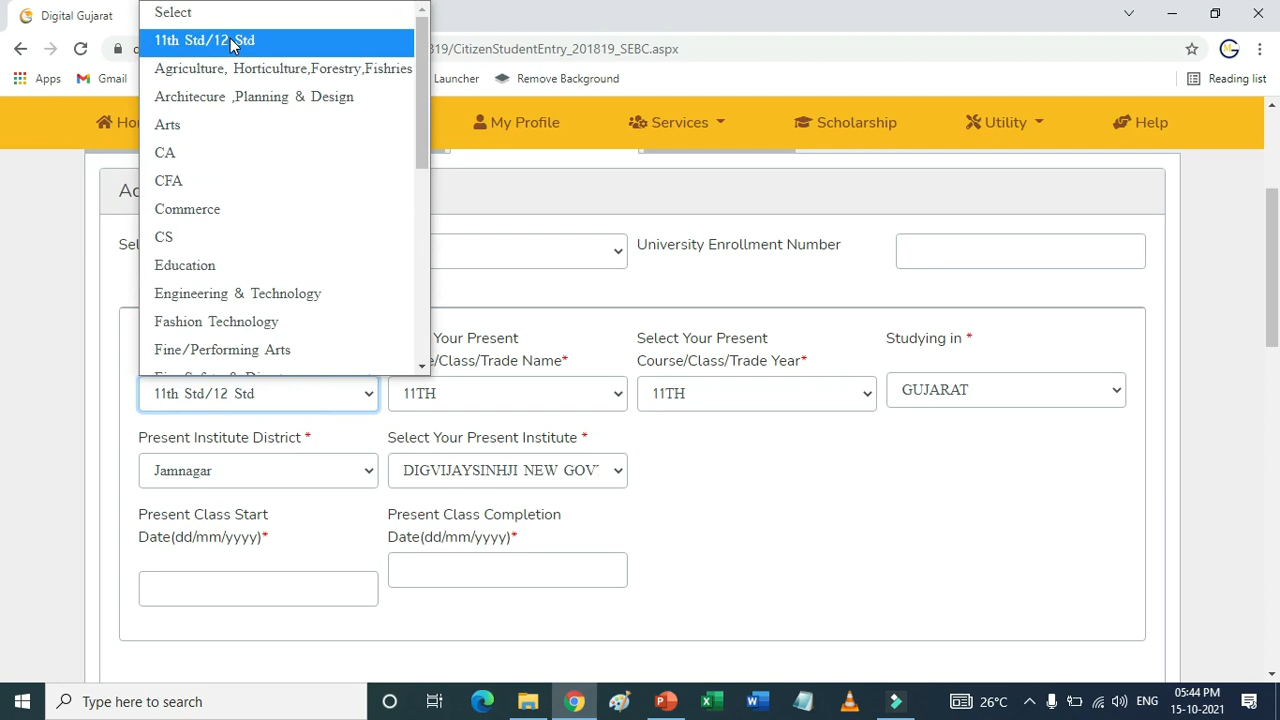 Digital Gujarat
Select
11th Std/12 Std
Agriculture, Horticulture,Forestry,Fishries
Architecure ,Planning & Design
Arts
CA
CFA
Commerce
CS
Education
Engineering & Technology
Fashion Technology
Fine/Performing Arts
/CitizenStudentEntry_201819_SEBC.aspx
Apps
Gmail
Launcher
Remove Background
Reading list
My Profile
Services
Scholarship
Utility
Help
University Enrollment Number
Your Present
/Class/Trade Name*
Select Your Present
Course/Class/Trade Year*
Studying in *
11th Std/12 Std
11TH
11TH
GUJARAT
Present Institute District *
Select Your Present Institute *
Jamnagar
DIGVIJAYSINHJI NEW GOV
Present Class Start
Date(dd/mm/yyyy)*
Present Class Completion
Date(dd/mm/yyyy)*
Type here to search
26°C
ENG
05:44 PM
15-10-2021